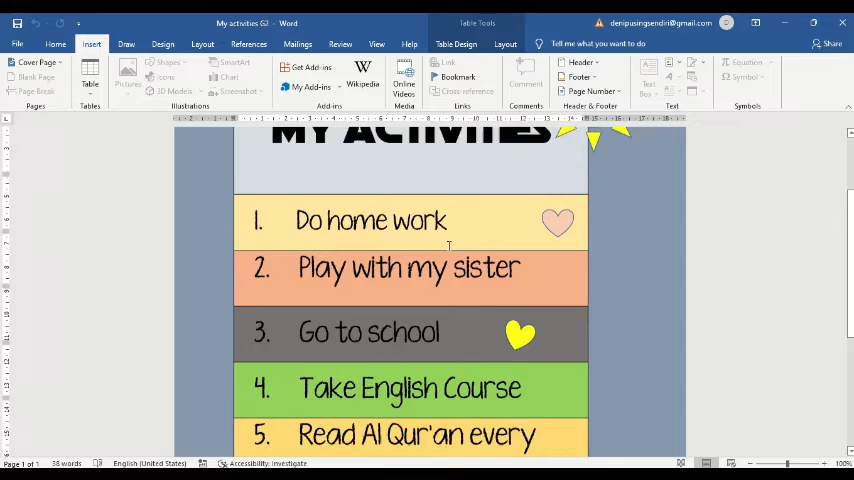 My activities G2 - Word
Table Tools
denipusingsendiri@gmail.com
File
Home
Insert
Draw
Design
Layout
References
Mailings
Review
View
Help
Table Design
Layout
Tell me what you want to do
Share
Cover Page
Blank Page
Page Break
Pages
Table
Tables
Pictures
Shapes
Icons
3D Models
SmartArt
Chart
Screenshot
Illustrations
Get Add-ins
My Add-ins
Wikipedia
Add-ins
Online
Videos
Media
Link
Bookmark
Cross-reference
Links
Comment
Comments
Header
Footer
Page Number
Header & Footer
Text
Box
Text
Equation
Symbol
Symbols
MY ACTIVITIES
1. Do home work
2. Play with my sister
3. Go to school
4. Take English Course
5. Read Al Qur'an every
Page 1 of 1
38 words
English (United States)
Accessibility: Investigate
100%